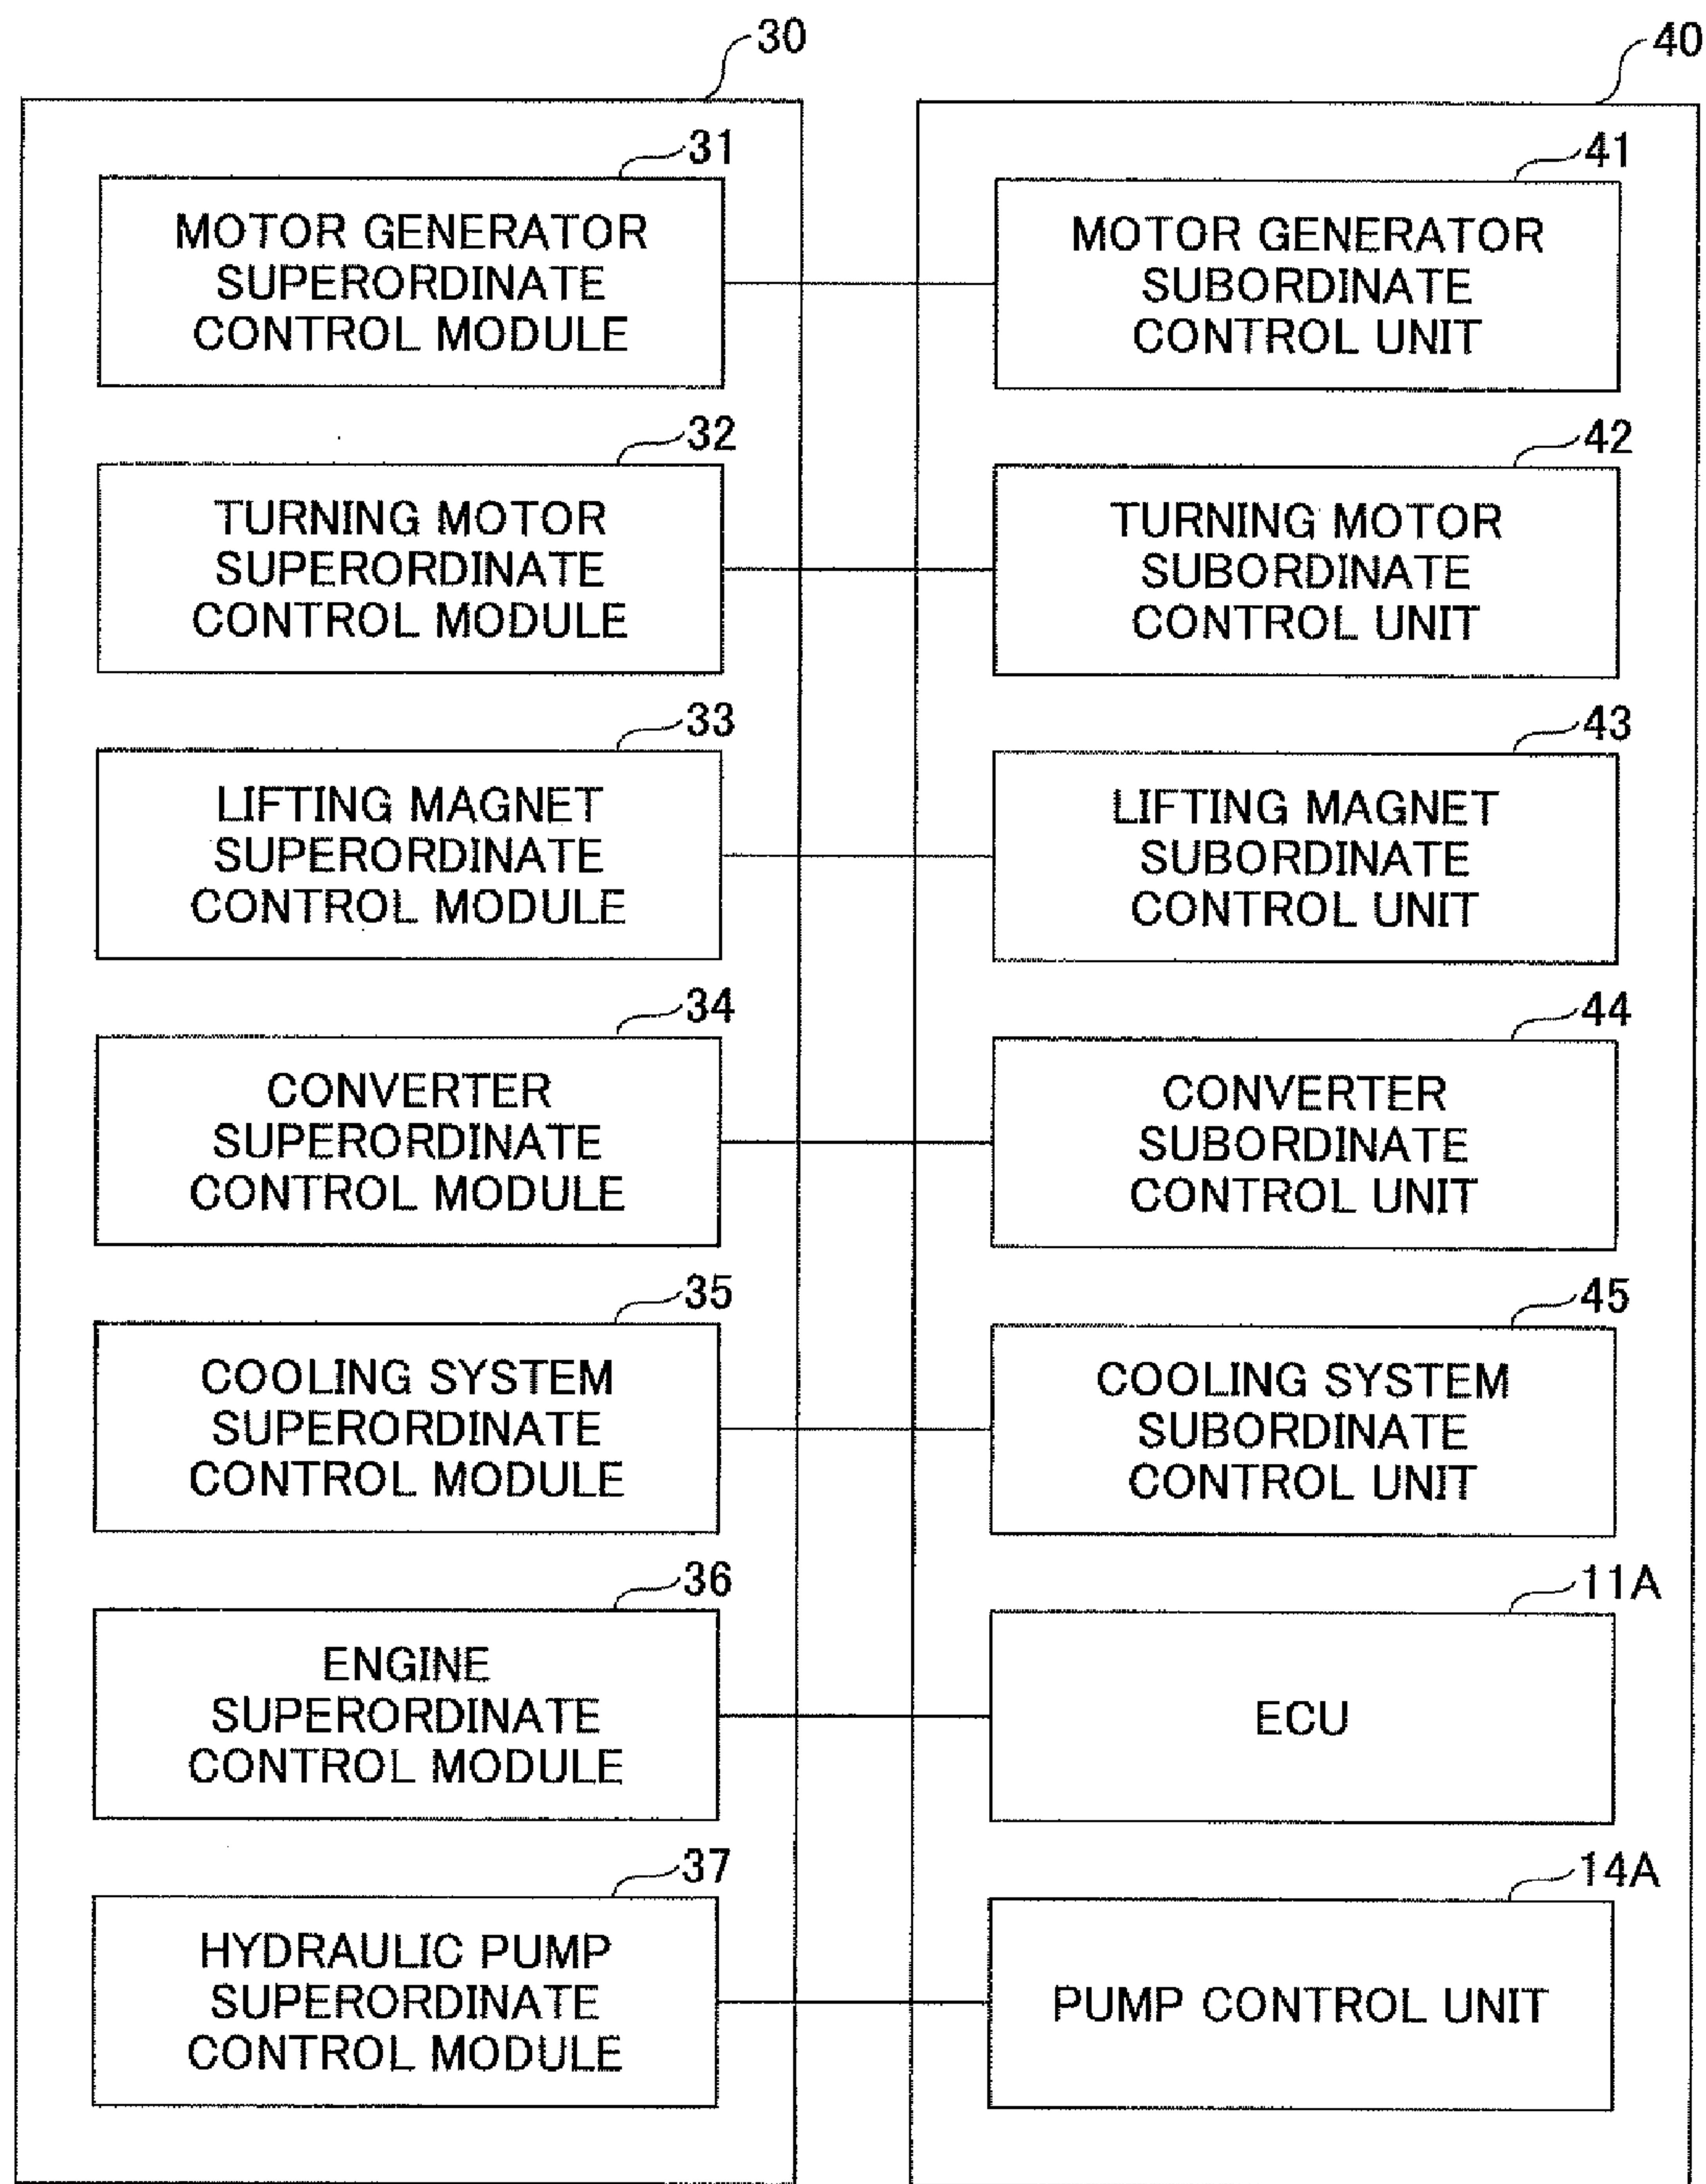 30
31
MOTOR GENERATOR
SUPERORDINATE
CONTROL MODULE
32
TURNING MOTOR
SUPERORDINATE
CONTROL MODULE
33
LIFTING MAGNET
SUPERORDINATE
CONTROL MODULE
34
CONVERTER
SUPERORDINATE
CONTROL MODULE
35
COOLING SYSTEM
SUPERORDINATE
CONTROL MODULE
36
ENGINE
SUPERORDINATE
CONTROL MODULE
37
HYDRAULIC PUMP
SUPERORDINATE
CONTROL MODULE
40
41
MOTOR GENERATOR
SUBORDINATE
CONTROL UNIT
42
TURNING MOTOR
SUBORDINATE
CONTROL UNIT
43
LIFTING MAGNET
SUBORDINATE
CONTROL UNIT
44
CONVERTER
SUBORDINATE
CONTROL UNIT
45
COOLING SYSTEM
SUBORDINATE
CONTROL UNIT
11A
ECU
14A
PUMP CONTROL UNIT